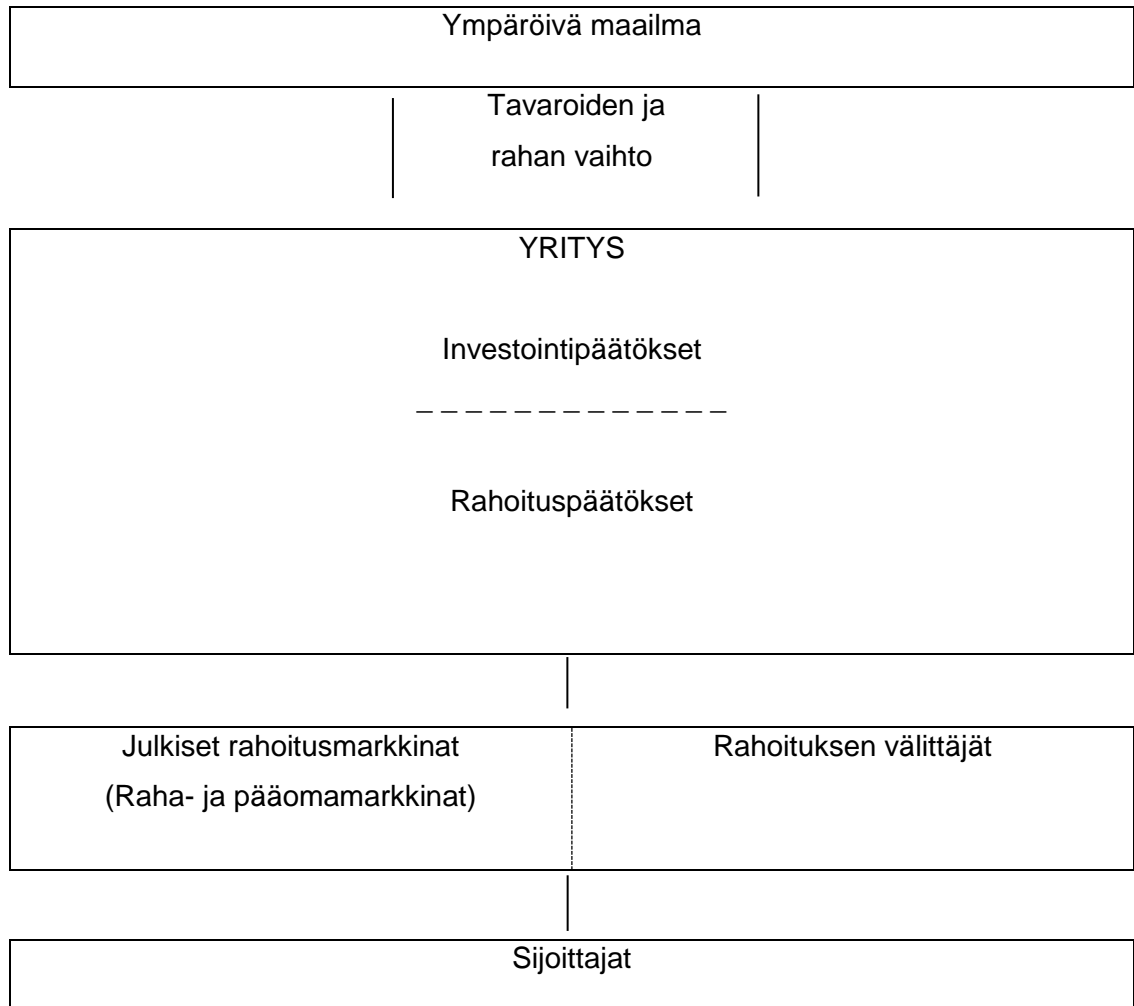 Ympäröivä maailma
Tavaroiden ja
rahan vaihto
YRITYS
Investointipäätökset
Rahoituspäätökset
Julkiset rahoitusmarkkinat
(Raha- ja pääomamarkkinat)
Rahoituksen välittäjät
Sijoittajat